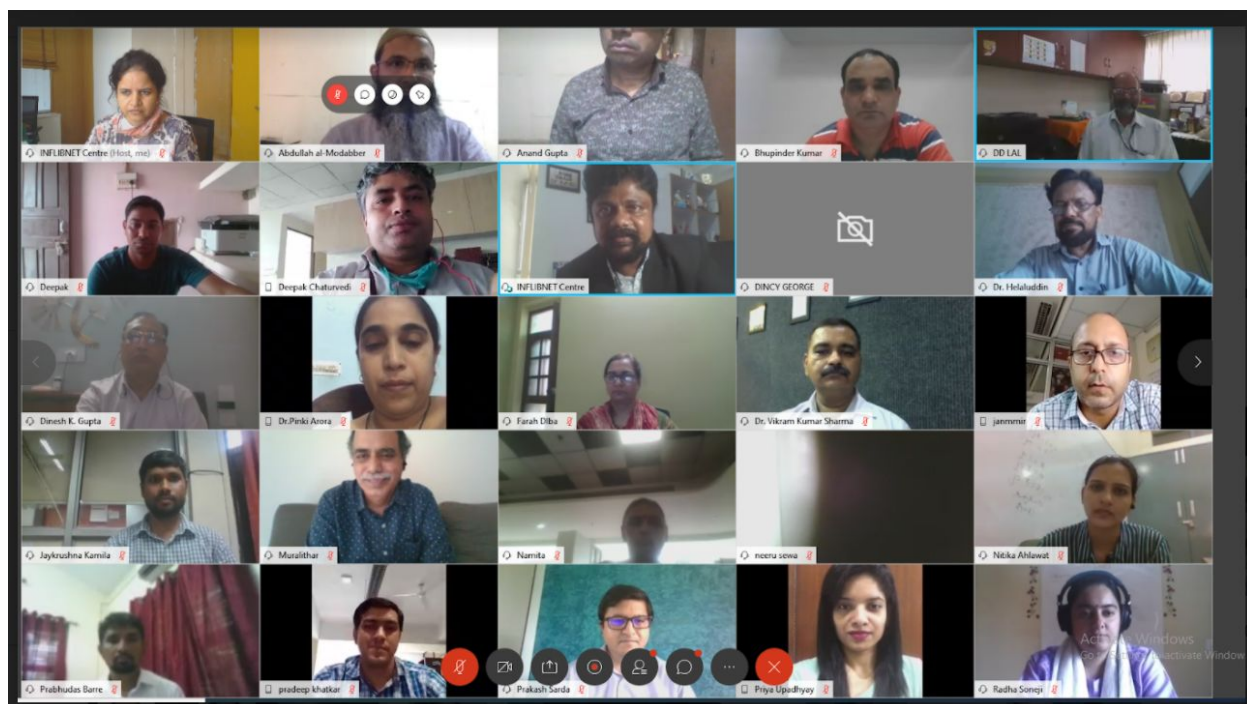 INFLIBNET Centre (Host, me)
Abdullah al-Modabber
Anand Gupta
Bhupinder Kumar
DD LAL
Deepak
Deepak Chaturvedi
INFLIBNET Centre
DINCY GEORGE
Dr. Helaluddin
Dinesh K. Gupta
Dr.Pinki Arora
Farah DIba
Dr. Vikram Kumar Sharma
janmmir
Jaykrushna Kamila
Muralithar
Namita
neeru sewa
Nitika Ahlawat
Prabhudas Barre
pradeep khatkar
Prakash Sarda
Priya Upadhyay
Radha Soneji
Windows